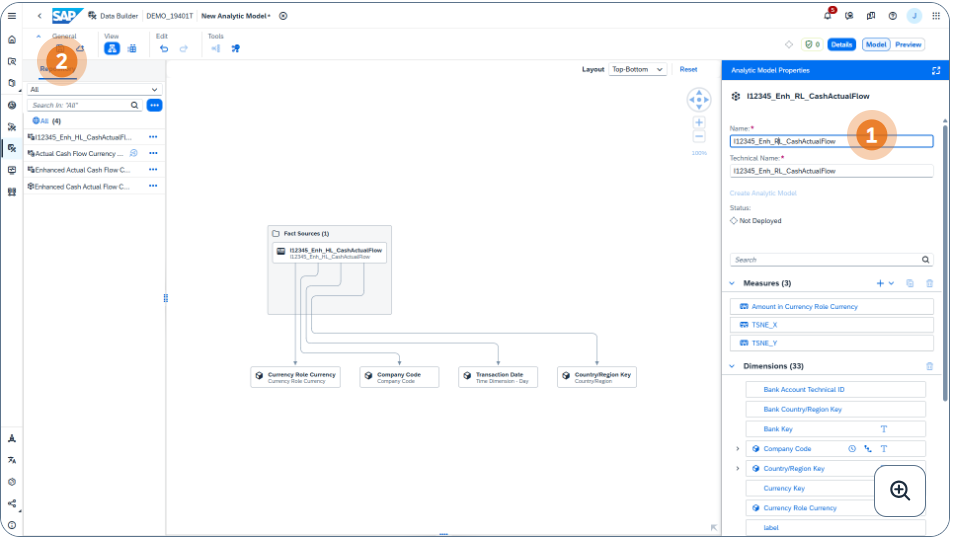 SAP Data Builder DEMO_19401T New Analytic Model*
5
J
General View Edit Tools
0 Details Model Preview
2
All
Search In: "All"
All (4)
I12345_Enh_HL_CashActualFl...
Actual Cash Flow Currency ...
Enhanced Actual Cash Flow C...
Enhanced Cash Actual Flow C...
Layout Top-Bottom Reset
100%
Fact Sources (1)
I12345_Enh_HL_CashActualFlow
I12345_Enh_HL_CashActualFlow
Currency Role Currency
Currency Role Currency
Company Code
Company Code
Transaction Date
Time Dimension - Day
Country/Region Key
Country/Region
Analytic Model Properties
I12345_Enh_RL_CashActualFlow
Name:*
I12345_Enh_RL_CashActualFlow
1
Technical Name:*
I12345_Enh_RL_CashActualFlow
Create Analytic Model
Status:
Not Deployed
Search
Measures (3)
Amount in Currency Role Currency
TSNE_X
TSNE_Y
Dimensions (33)
Bank Account Technical ID
Bank Country/Region Key
Bank Key T
Company Code T
Country/Region Key
Currency Key
Currency Role Currency
label